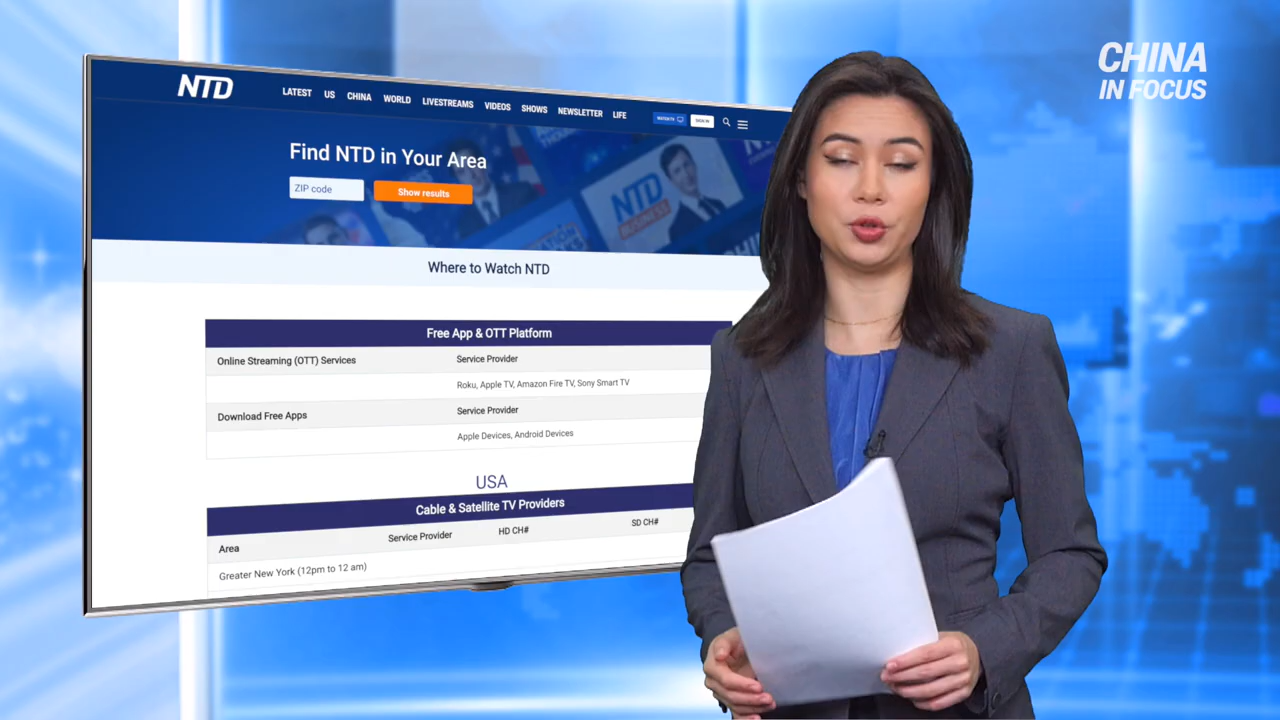 CHINA
IN FOCUS
NTD
LATEST US CHINA WORLD LIVESTREAMS VIDEOS SHOWS NEWSLETTER LIFE
SIGN IN
Find NTD in Your Area
ZIP code
Show results
NTD
BUSINESS
Where to Watch NTD
Free App & OTT Platform
Online Streaming (OTT) Services Service Provider
Roku, Apple TV, Amazon Fire TV, Sony Smart TV
Download Free Apps Service Provider
Apple Devices, Android Devices
USA
Cable & Satellite TV Providers
Area Service Provider HD CH# SD CH#
Greater New York (12pm to 12 am)